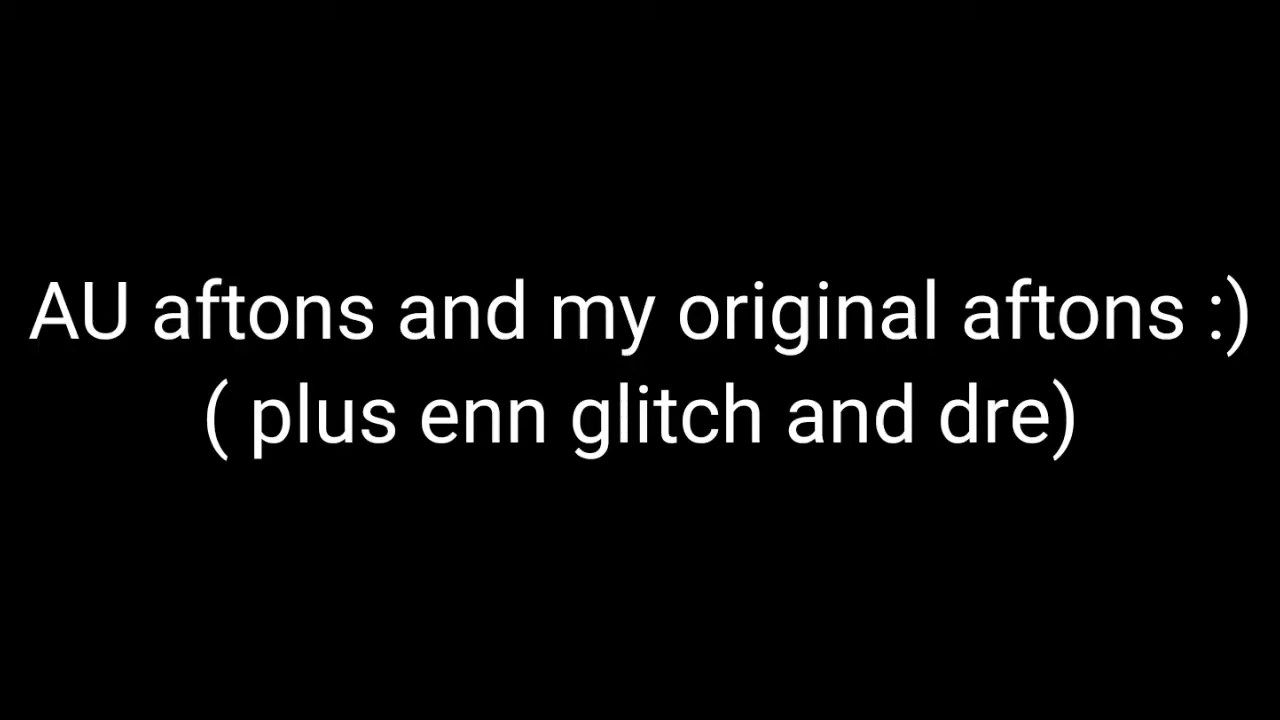 AU aftons and my original aftons :)
( plus enn glitch and dre)